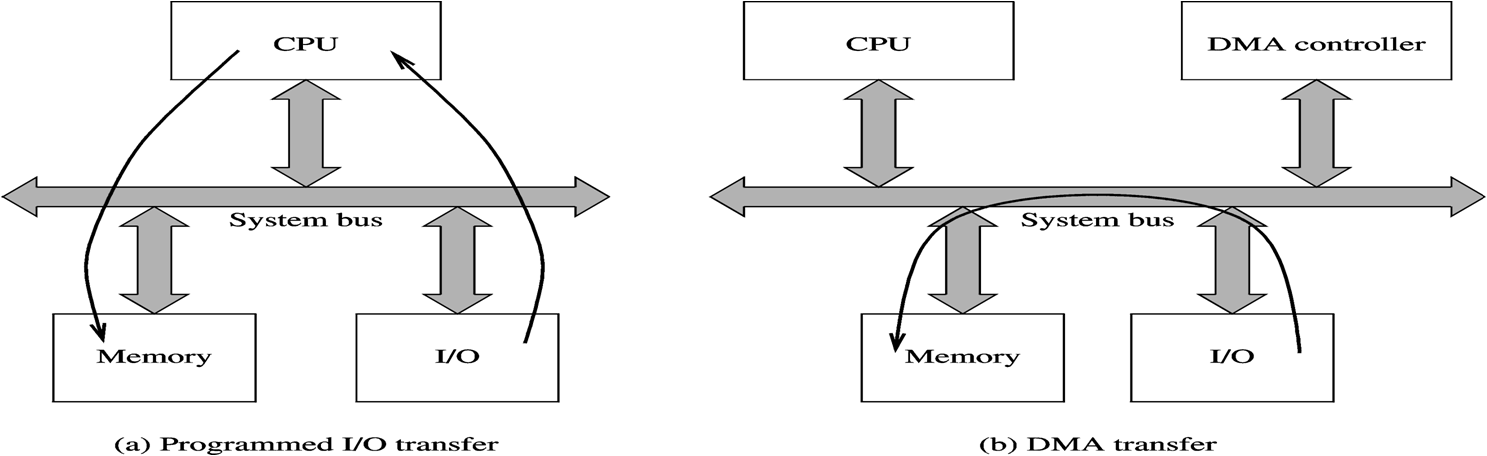 CPU
System bus
Memory
I/O
(a) Programmed I/O transfer
CPU
DMA controller
System bus
Memory
I/O
(b) DMA transfer